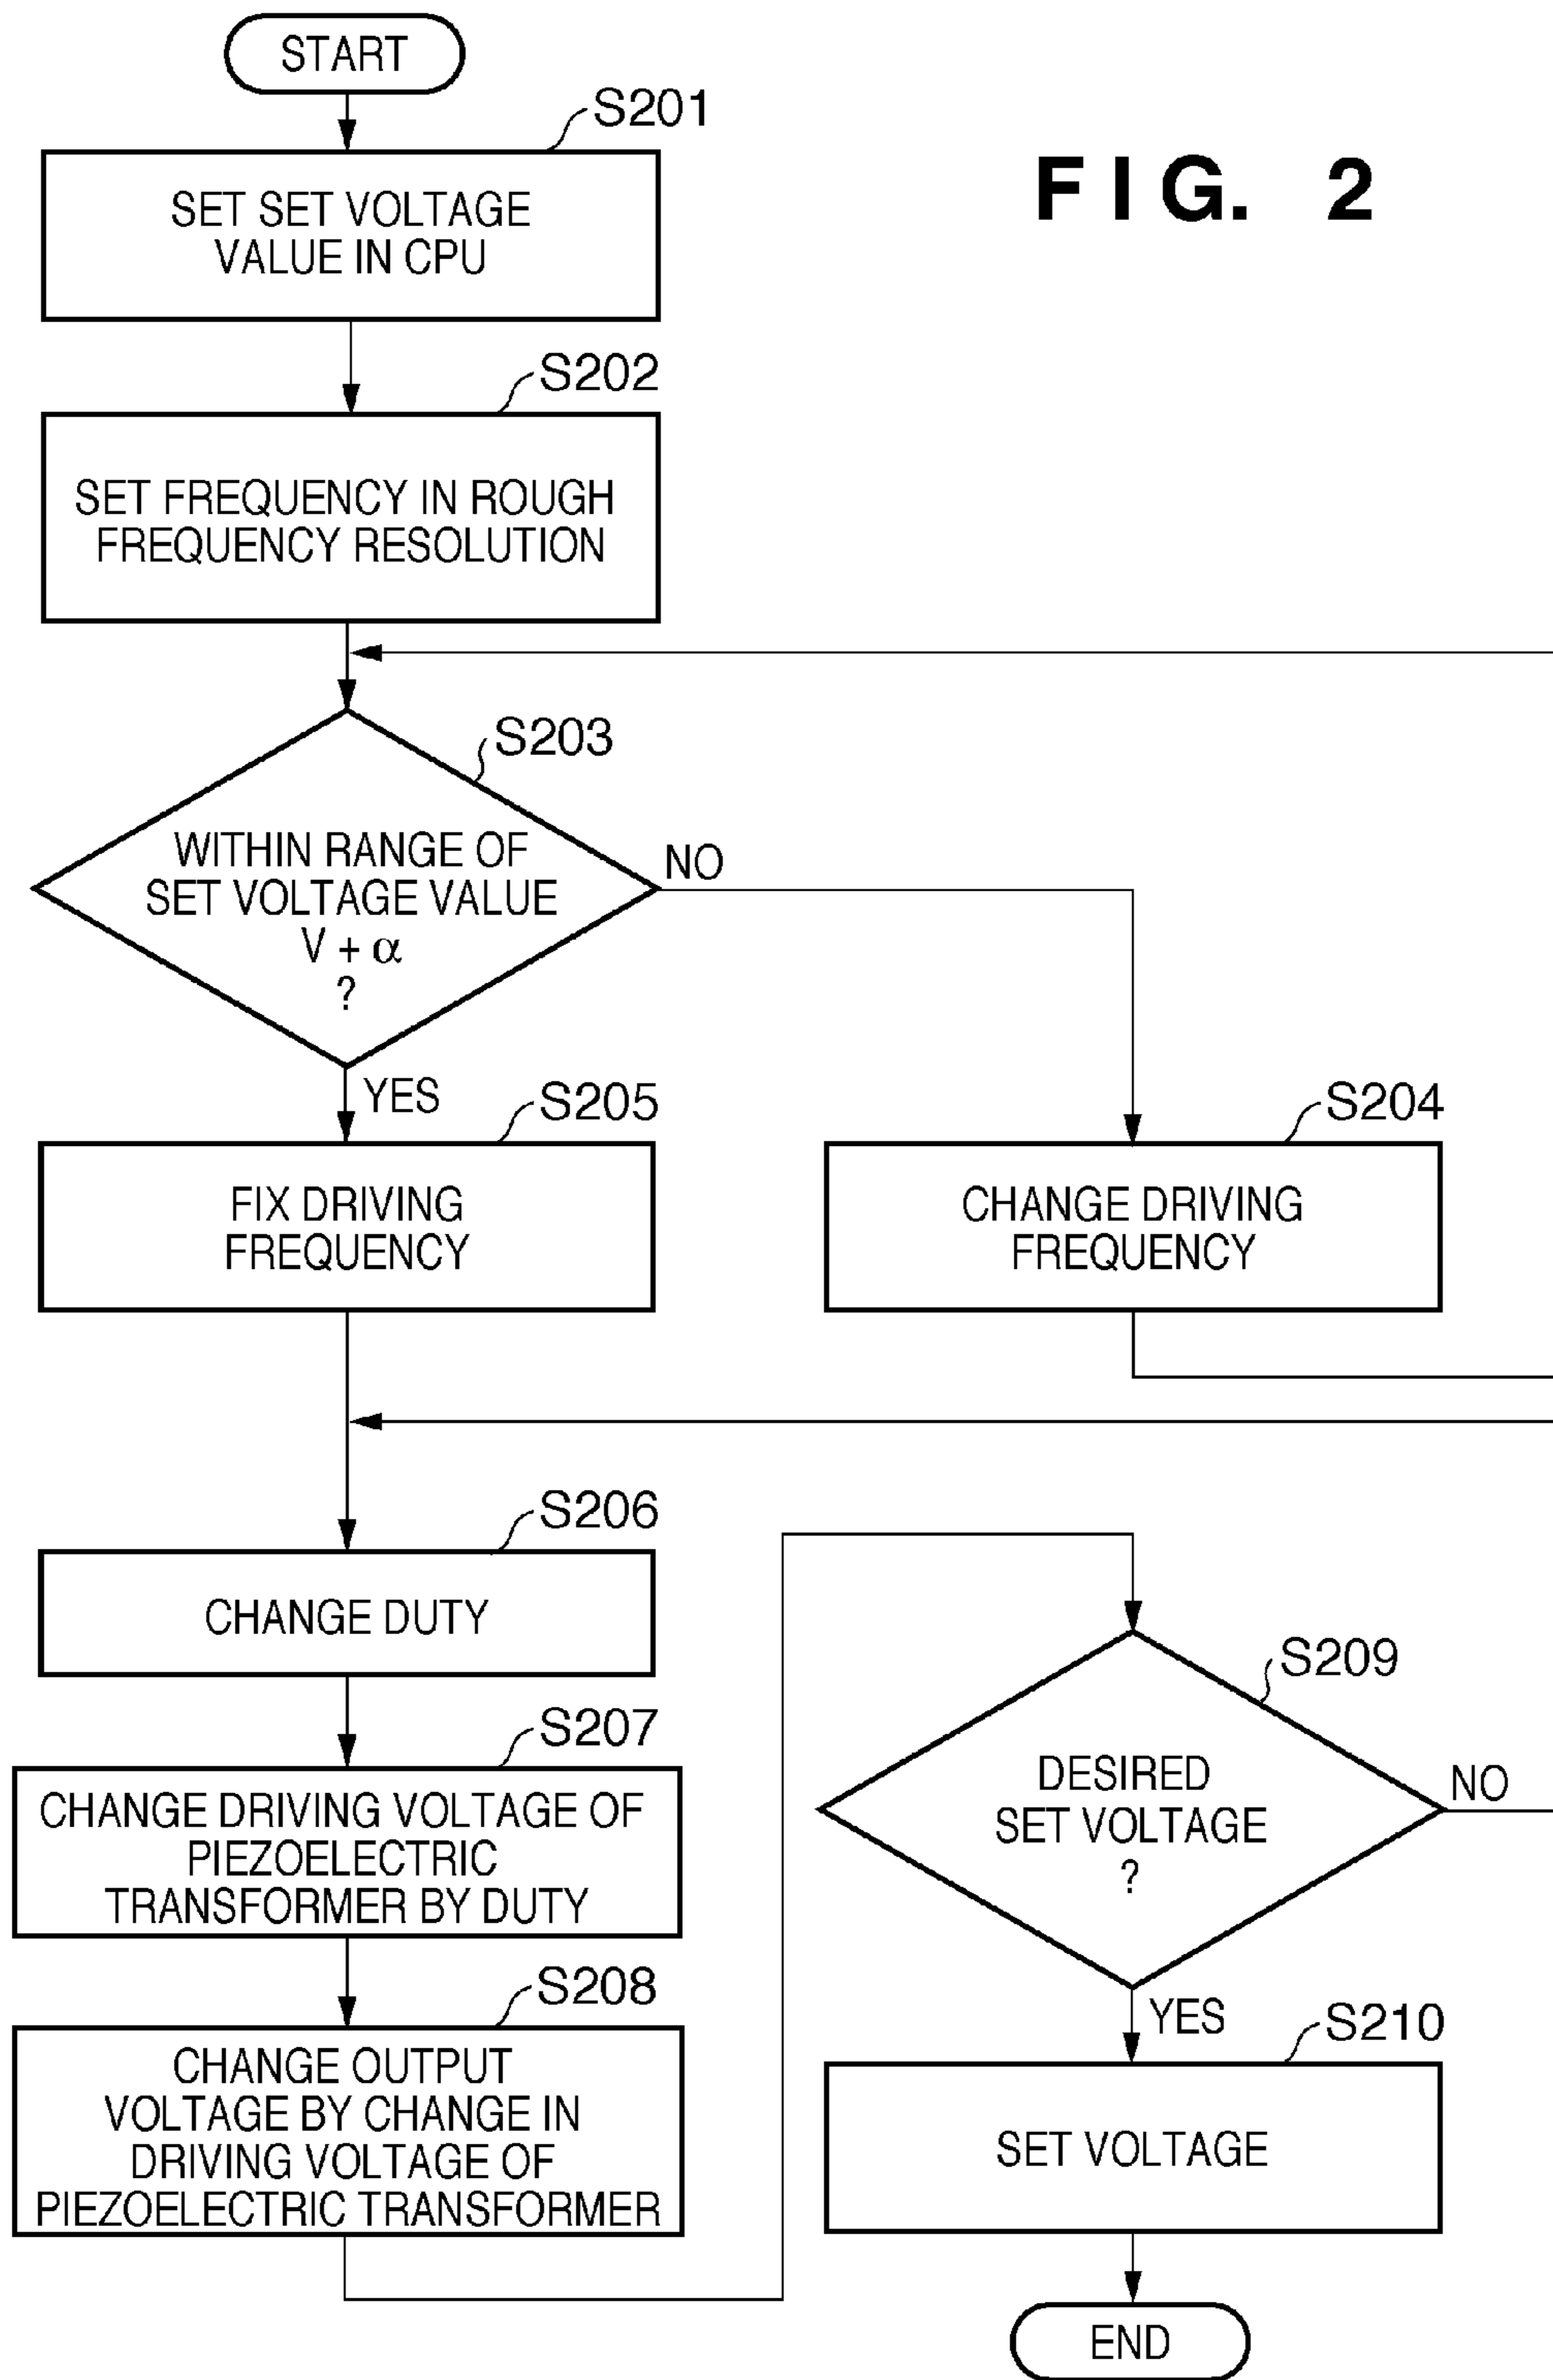 FIG. 2
START
S201
SET SET VOLTAGE
VALUE IN CPU
S202
SET FREQUENCY IN ROUGH
FREQUENCY RESOLUTION
S203
WITHIN RANGE OF
SET VOLTAGE VALUE
V + α
?
NO
YES
S204
CHANGE DRIVING
FREQUENCY
S205
FIX DRIVING
FREQUENCY
S206
CHANGE DUTY
S207
CHANGE DRIVING VOLTAGE OF
PIEZOELECTRIC
TRANSFORMER BY DUTY
S208
CHANGE OUTPUT
VOLTAGE BY CHANGE IN
DRIVING VOLTAGE OF
PIEZOELECTRIC TRANSFORMER
S209
DESIRED
SET VOLTAGE
?
NO
YES
S210
SET VOLTAGE
END